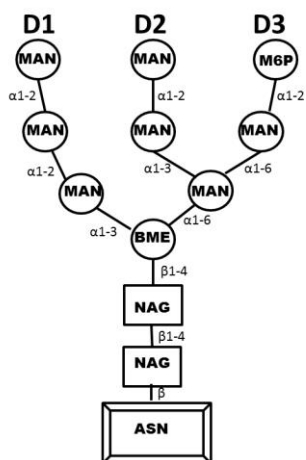 D1 D2 D3
MAN MAN M6P
α1-2 α1-2 α1-2
MAN MAN MAN
α1-2 α1-3 α1-6
MAN MAN
α1-3 BME α1-6
β1-4
NAG
β1-4
NAG
β
ASN